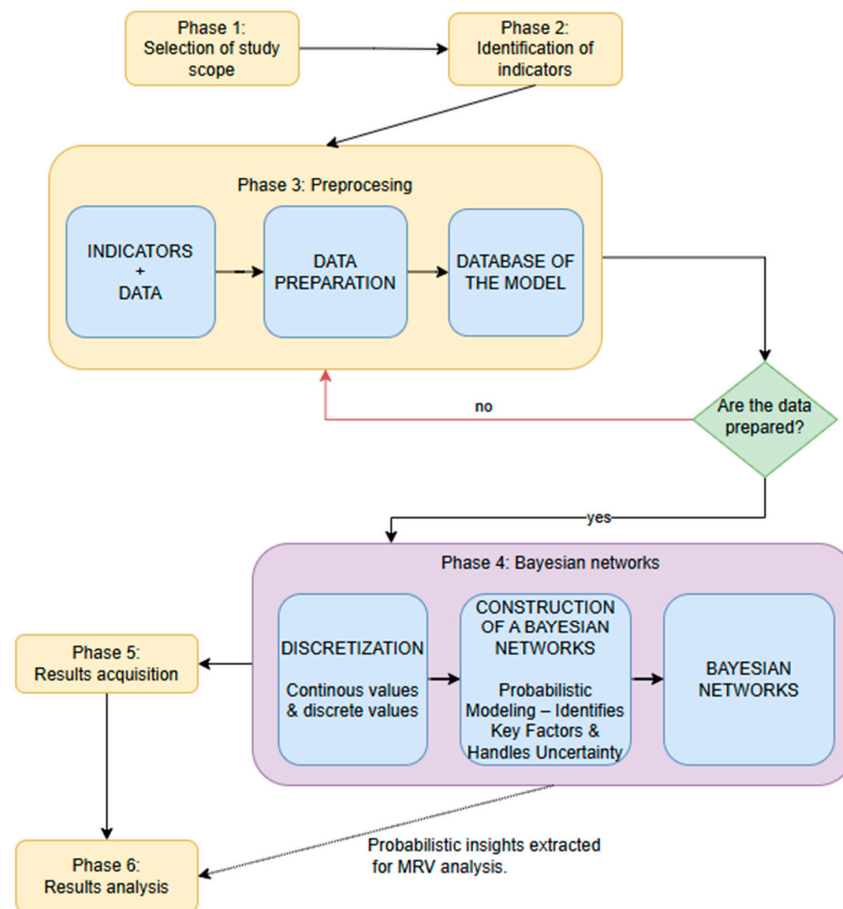 Phase 1:
Selection of study
scope
Phase 2:
Identification of
indicators
Phase 3: Preprocesing
INDICATORS
+
DATA
DATA
PREPARATION
DATABASE OF
THE MODEL
Are the data
prepared?
no
yes
Phase 4: Bayesian networks
DISCRETIZATION
Continous values
& discrete values
CONSTRUCTION
OF A BAYESIAN
NETWORKS
Probabilistic
Modeling – Identifies
Key Factors &
Handles Uncertainty
BAYESIAN
NETWORKS
Phase 5:
Results acquisition
Probabilistic insights extracted
for MRV analysis.
Phase 6:
Results analysis